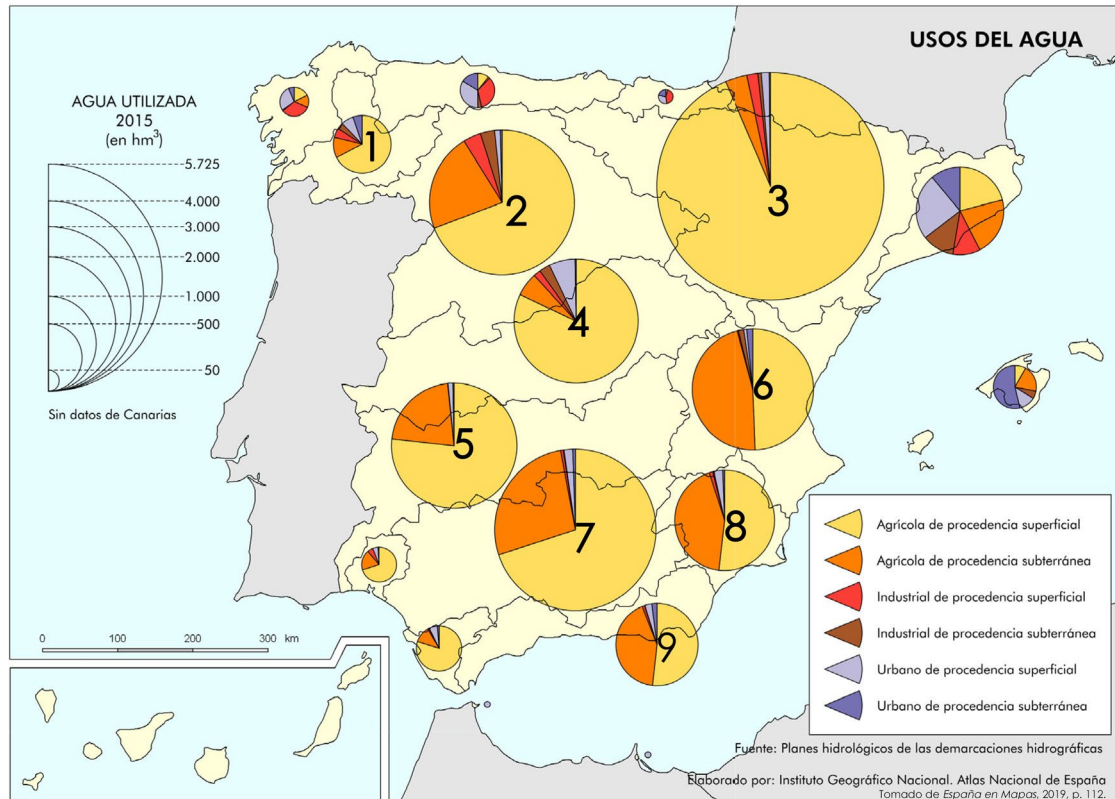 USOS DEL AGUA
AGUA UTILIZADA
2015
(en hm³)
5.725
4.000
3.000
2.000
1.000
500
50
Sin datos de Canarias
1
2
3
4
5
6
7
8
9
0 100 200 300 km
Agrícola de procedencia superficial
Agrícola de procedencia subterránea
Industrial de procedencia superficial
Industrial de procedencia subterránea
Urbano de procedencia superficial
Urbano de procedencia subterránea
Fuente: Planes hidrológicos de las demarcaciones hidrográficas
Elaborado por: Instituto Geográfico Nacional. Atlas Nacional de España
Tomado de España en Mapas, 2019, p. 112.